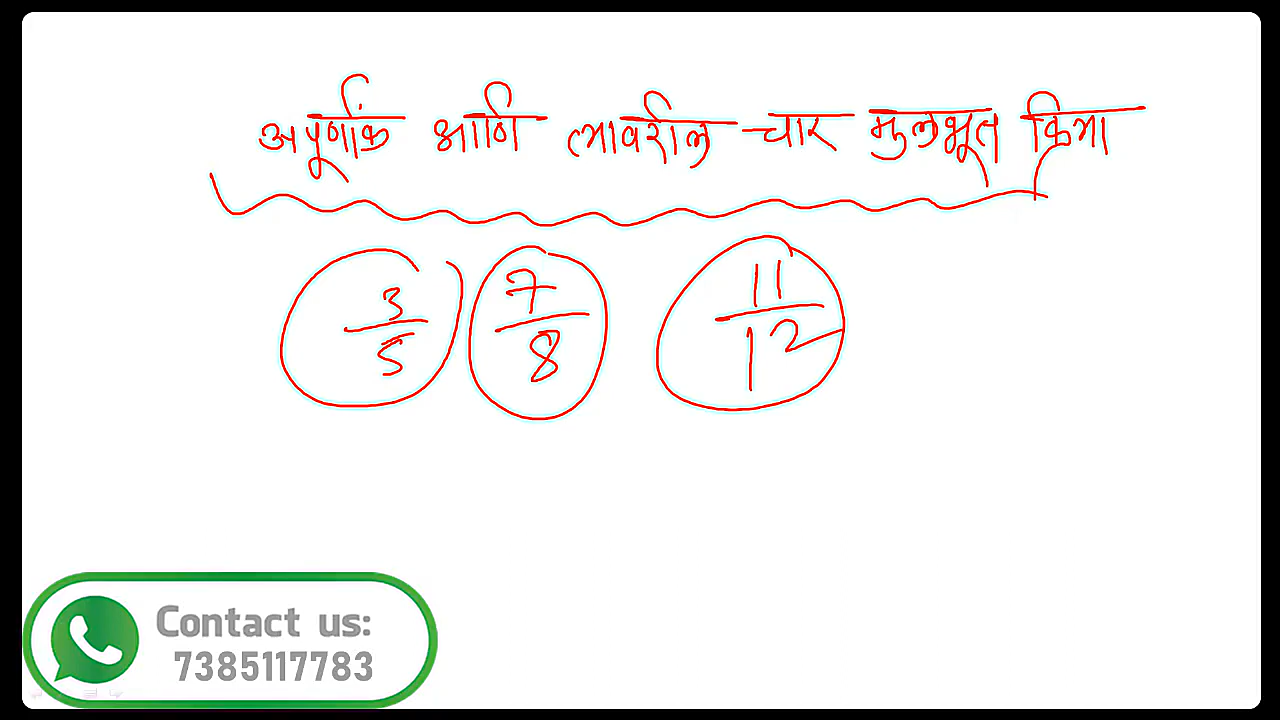 अपूर्णांक आणि त्यावरील चार मुलभूत क्रिया
3/5 7/8 11/12
Contact us:
7385117783